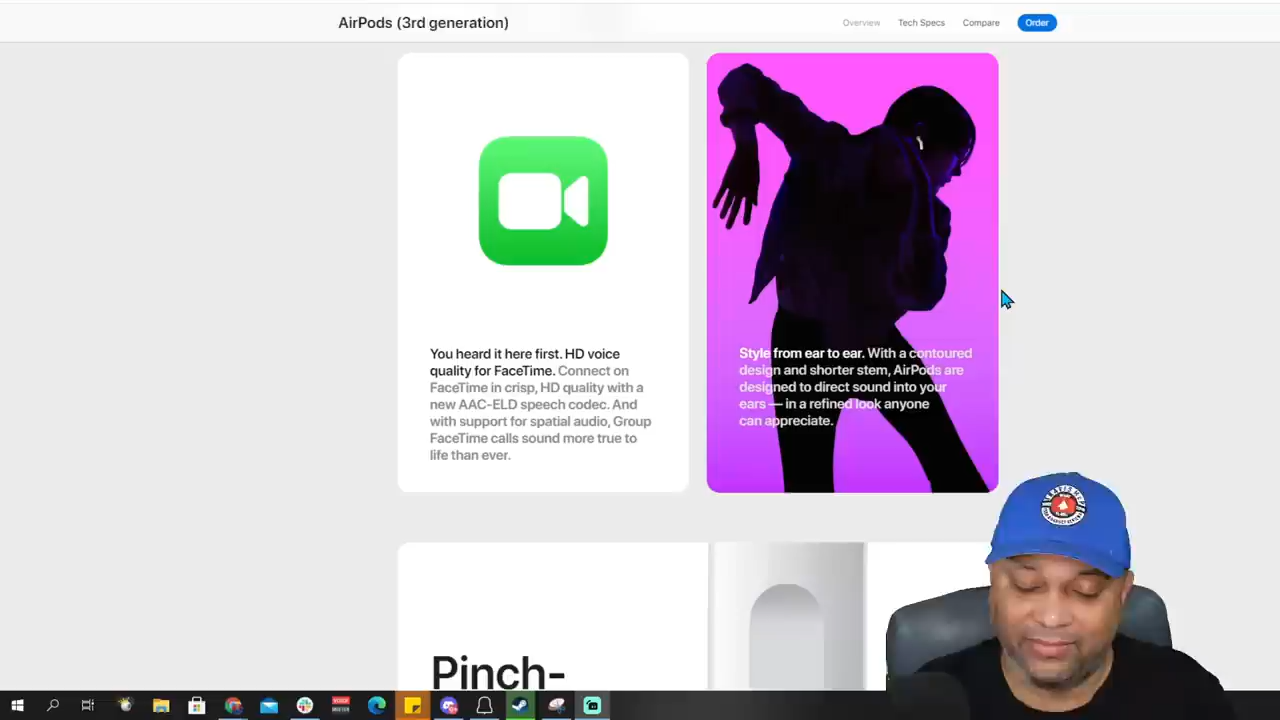 AirPods (3rd generation)
Overview
Tech Specs
Compare
Order
You heard it here first. HD voice
quality for FaceTime. Connect on
FaceTime in crisp, HD quality with a
new AAC-ELD speech codec. And
with support for spatial audio, Group
FaceTime calls sound more true to
life than ever.
Style from ear to ear. With a contoured
design and shorter stem, AirPods are
designed to direct sound into your
ears — in a refined look anyone
can appreciate.
Pinch-